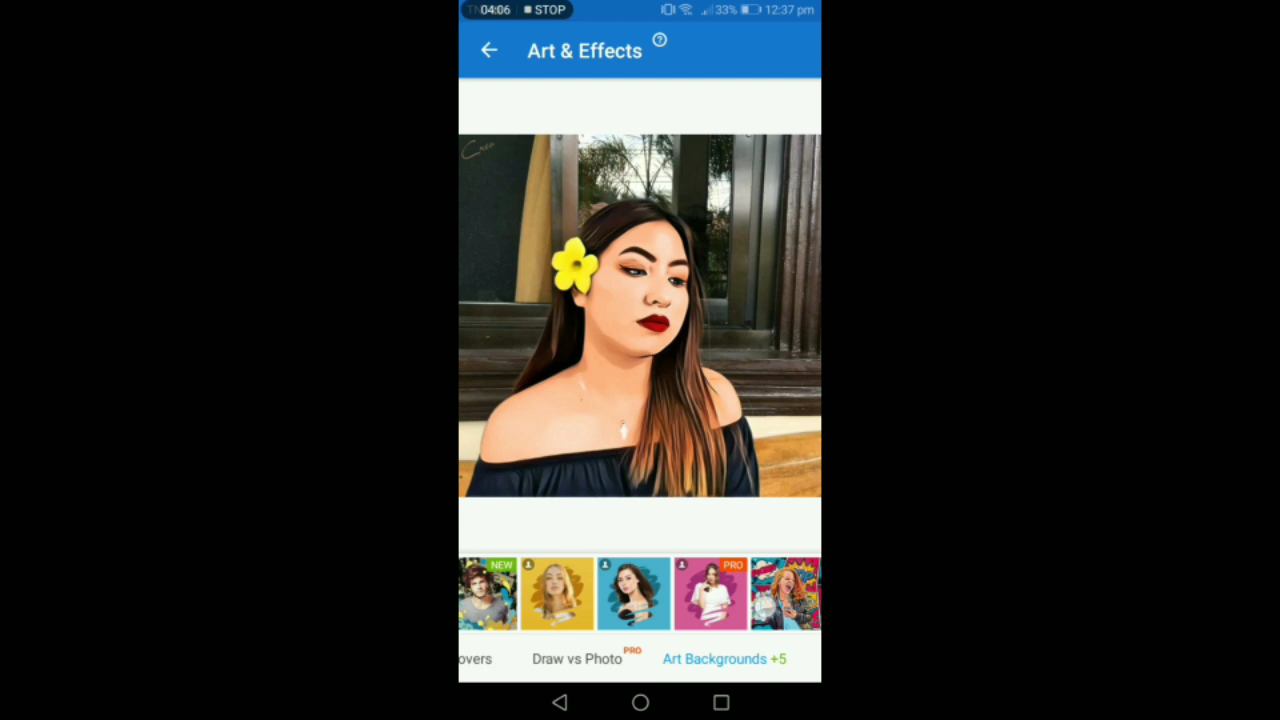 04:06 STOP 33% 12:37 pm
Art & Effects
Creo
NEW PRO
overs Draw vs Photo PRO Art Backgrounds +5